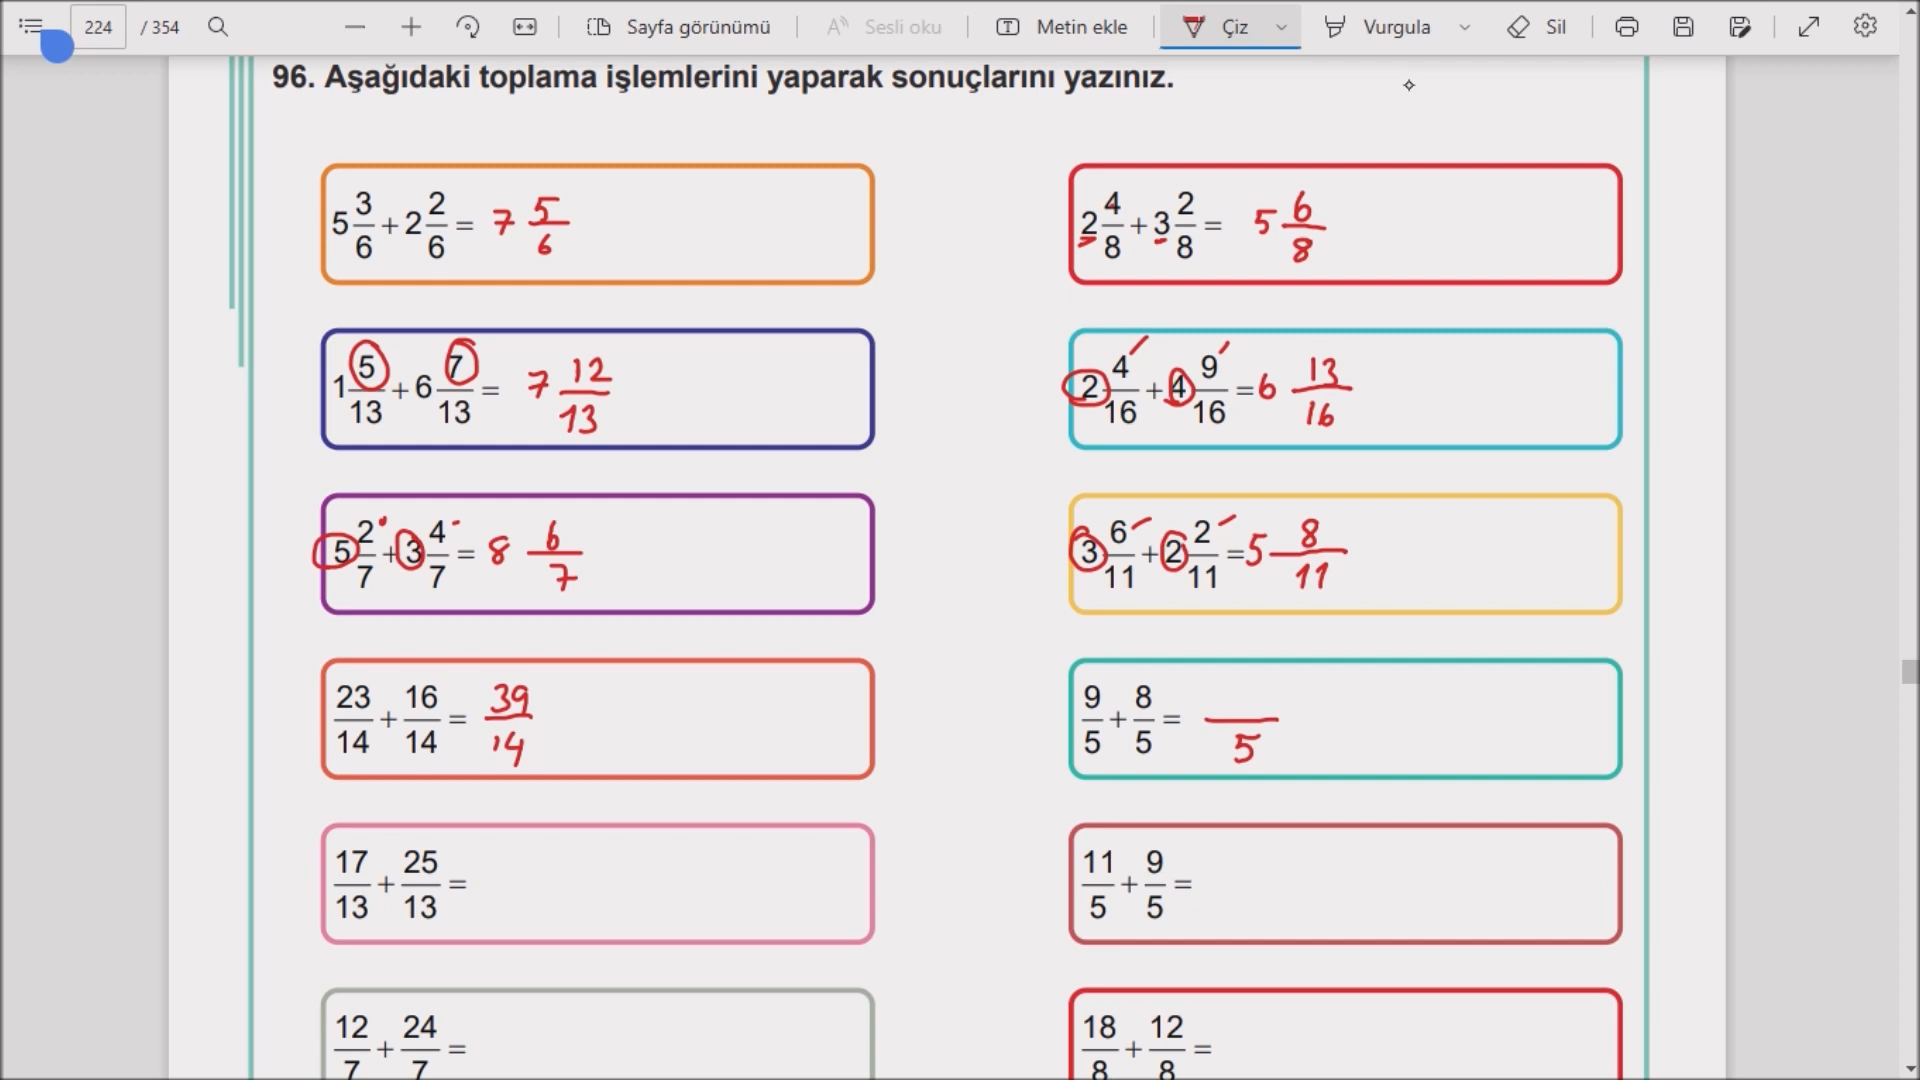 224 / 354 Sayfa görünümü Sesli oku Metin ekle Çiz Vurgula Sil
96. Aşağıdaki toplama işlemlerini yaparak sonuçlarını yazınız.
5 3/6 + 2 2/6 = 7 5/6
2 4/8 + 3 2/8 = 5 6/8
1 5/13 + 6 7/13 = 7 12/13
2 4/16 + 4 9/16 = 6 13/16
5 2/7 + 3 4/7 = 8 6/7
3 6/11 + 2 2/11 = 5 8/11
23/14 + 16/14 = 39/14
9/5 + 8/5 = /5
17/13 + 25/13 =
11/5 + 9/5 =
12/7 + 24/7 =
18/8 + 12/8 =